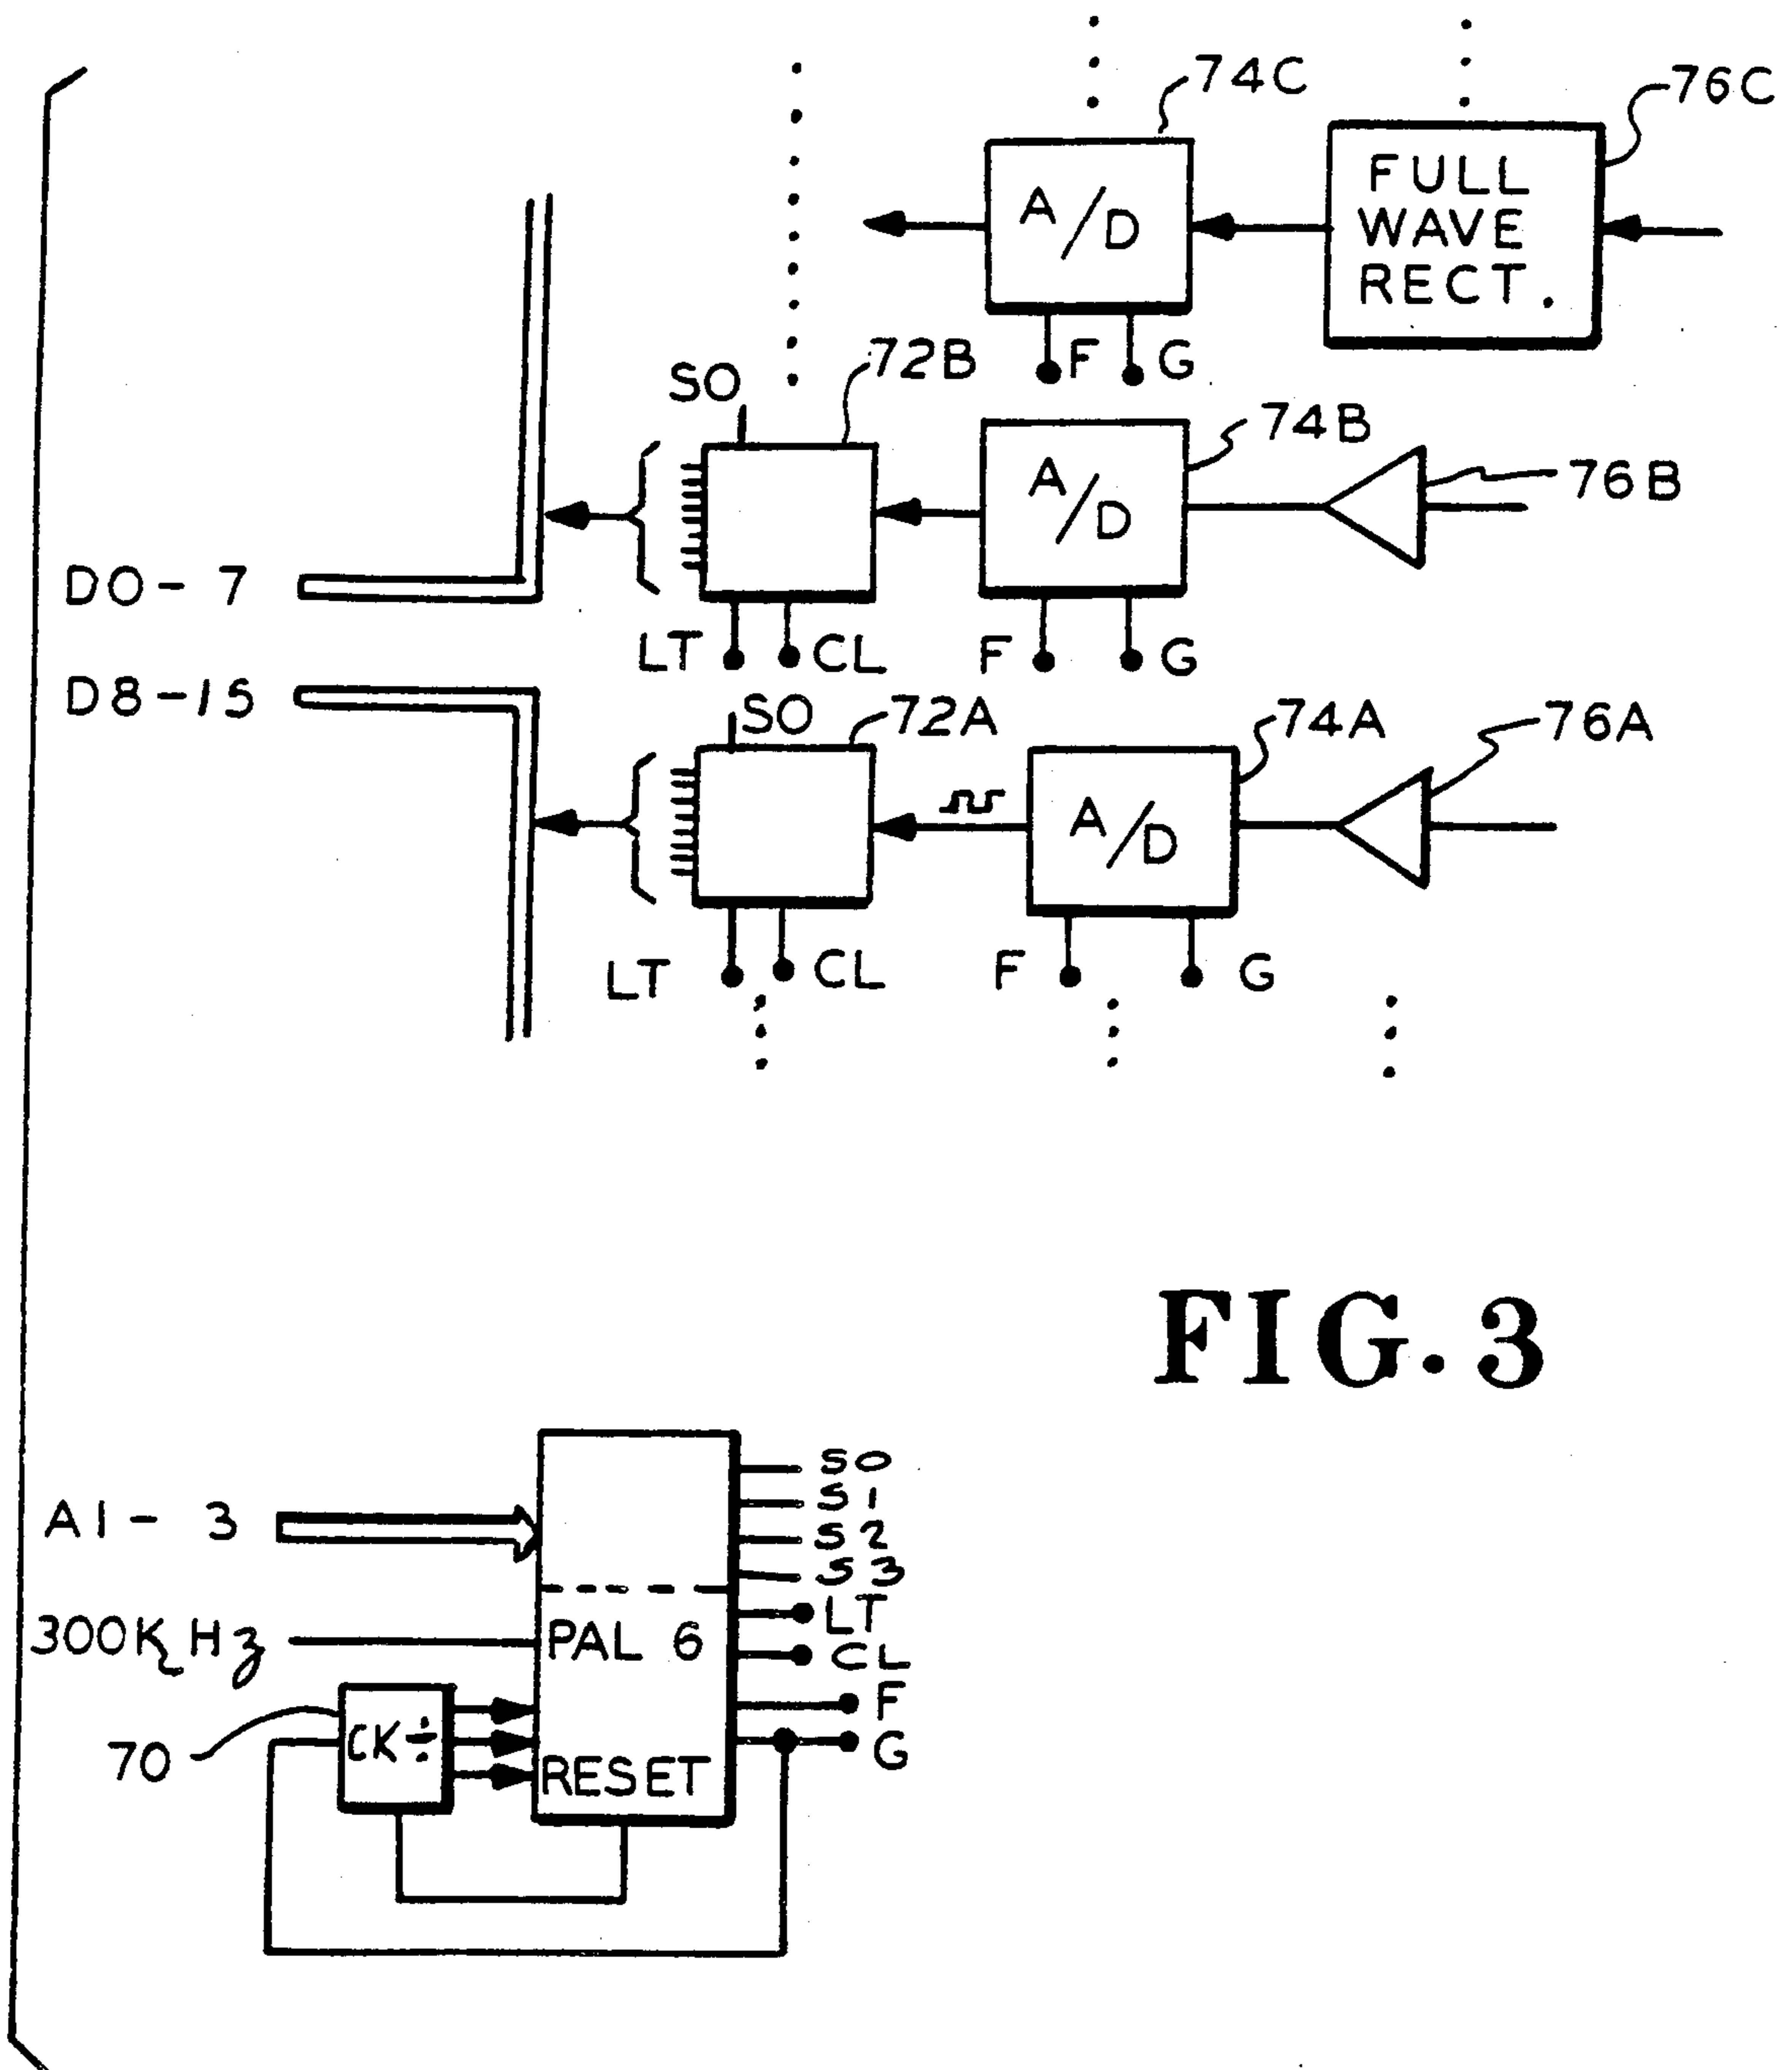 74C
76C
A/D
FULL
WAVE
RECT.
F G
SO
72B
74B
76B
A/D
D0-7
LT CL
F G
D8-15
SO
72A
74A
76A
A/D
LT CL
F G
FIG. 3
S0
A1-3
S1
S2
S3
LT
300KHz
PAL 6
CL
F
CK÷
G
70
RESET